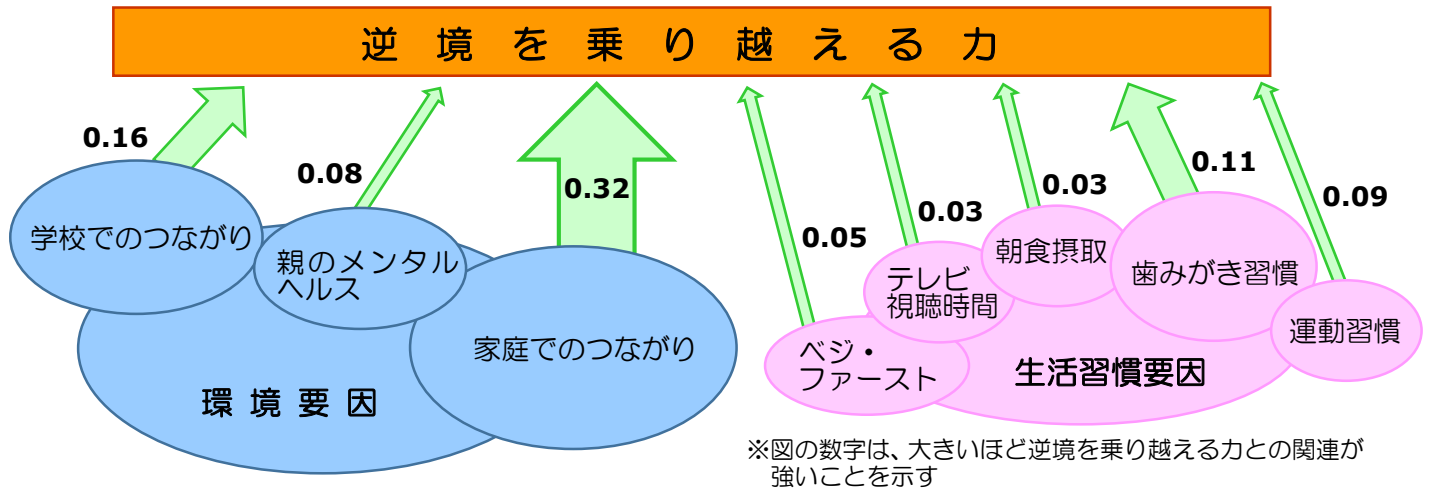 逆境を乗り越える力
0.16
0.08
0.32
0.05
0.03
0.03
0.11
0.09
学校でのつながり
親のメンタル
ヘルス
家庭でのつながり
環境要因
ベジ・
ファースト
テレビ
視聴時間
朝食摂取
歯みがき習慣
運動習慣
生活習慣要因
※図の数字は、大きいほど逆境を乗り越える力との関連が
強いことを示す